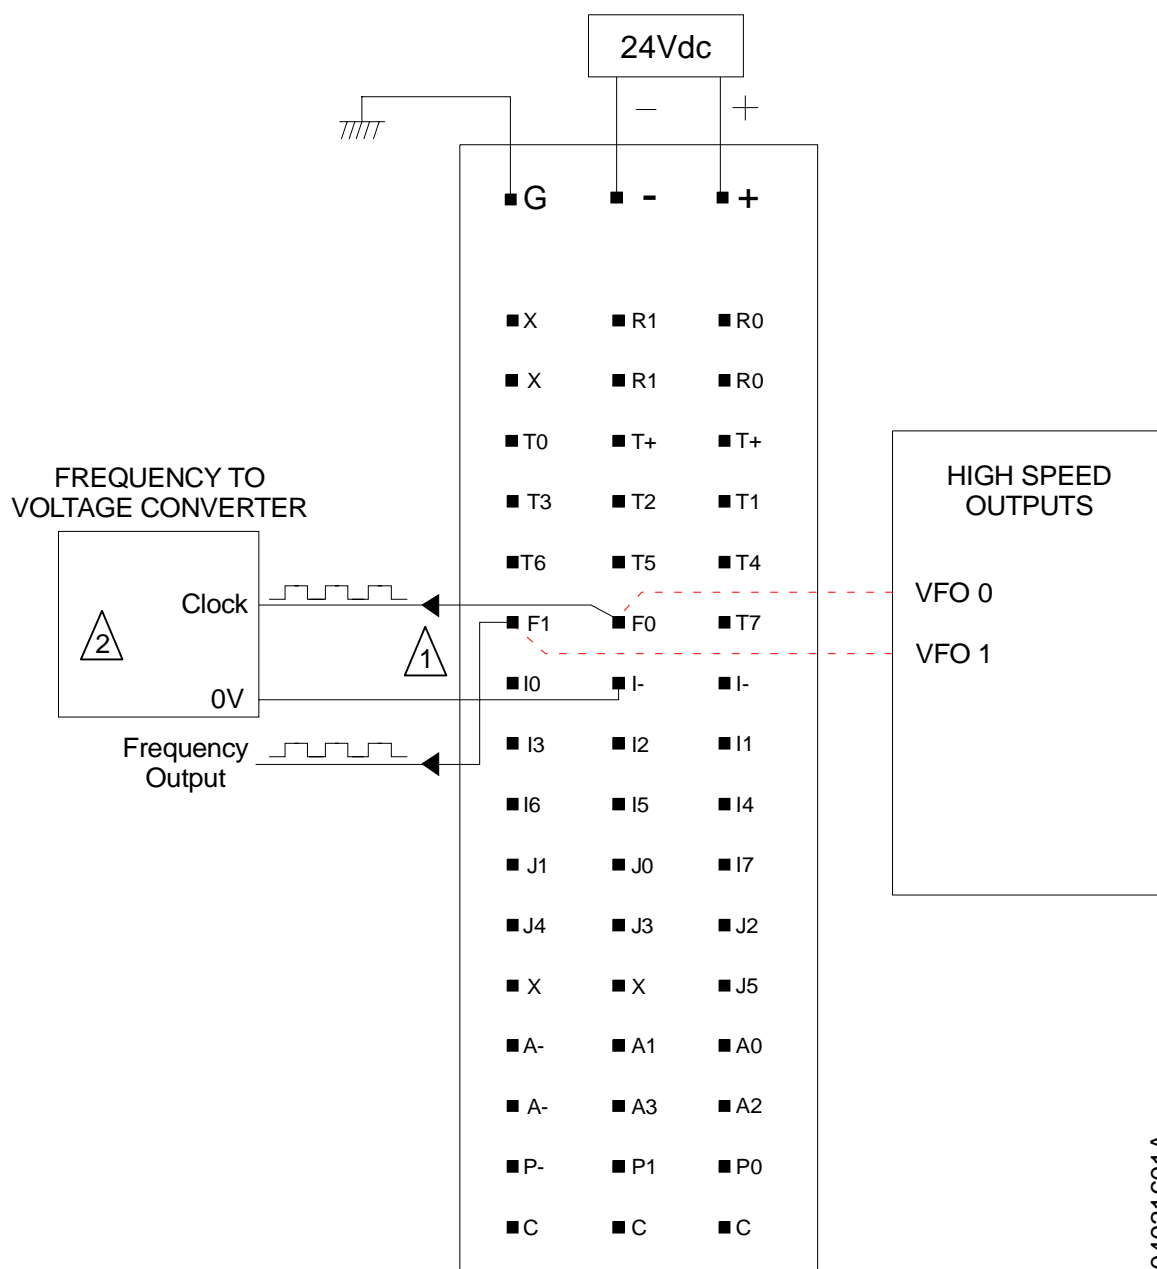 24Vdc
− +
G - +
X R1 R0
X R1 R0
T0 T+ T+
FREQUENCY TO
VOLTAGE CONVERTER
HIGH SPEED
OUTPUTS
T3 T2 T1
T6 T5 T4
Clock
VFO 0
2
1
F1 F0 T7
VFO 1
0V
I0 I- I-
Frequency
Output
I3 I2 I1
I6 I5 I4
J1 J0 I7
J4 J3 J2
X X J5
A- A1 A0
A- A3 A2
P- P1 P0
C C C